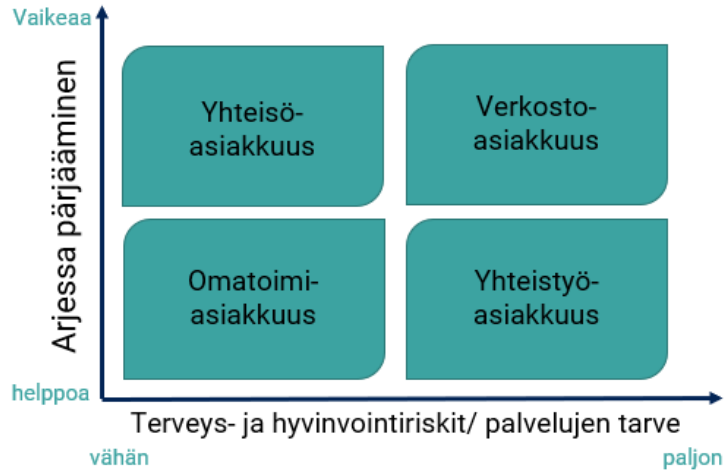 Vaikeaa
Arjessa pärjääminen
Yhteisö-
asiakkuus
Verkosto-
asiakkuus
Omatoimi-
asiakkuus
Yhteistyö-
asiakkuus
helppoa
Terveys- ja hyvinvointiriskit/ palvelujen tarve
vähän
paljon